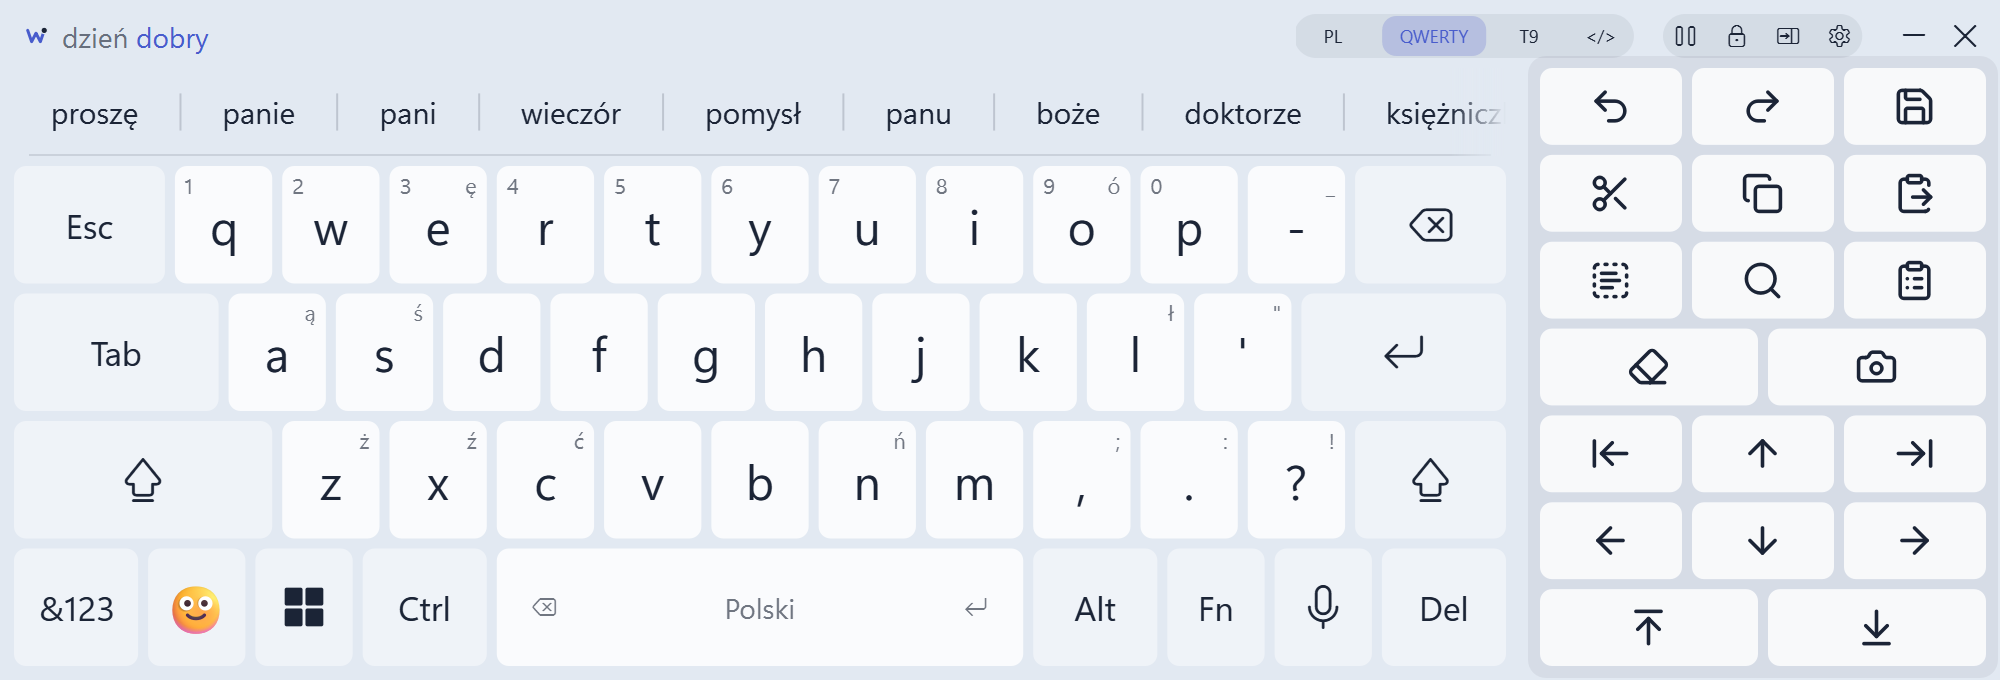 dzień dobry PL QWERTY T9 </>
proszę panie pani wieczór pomysł panu boże doktorze księżnicz
Esc 1 q 2 w 3 ę e 4 r 5 t 6 y 7 u 8 i 9 ó o 0 p _ -
Tab ą a ś s d f g h j k ł l " '
ż z ź x ć c v b ń n m ; , : . ! ?
&123 Ctrl Polski Alt Fn Del